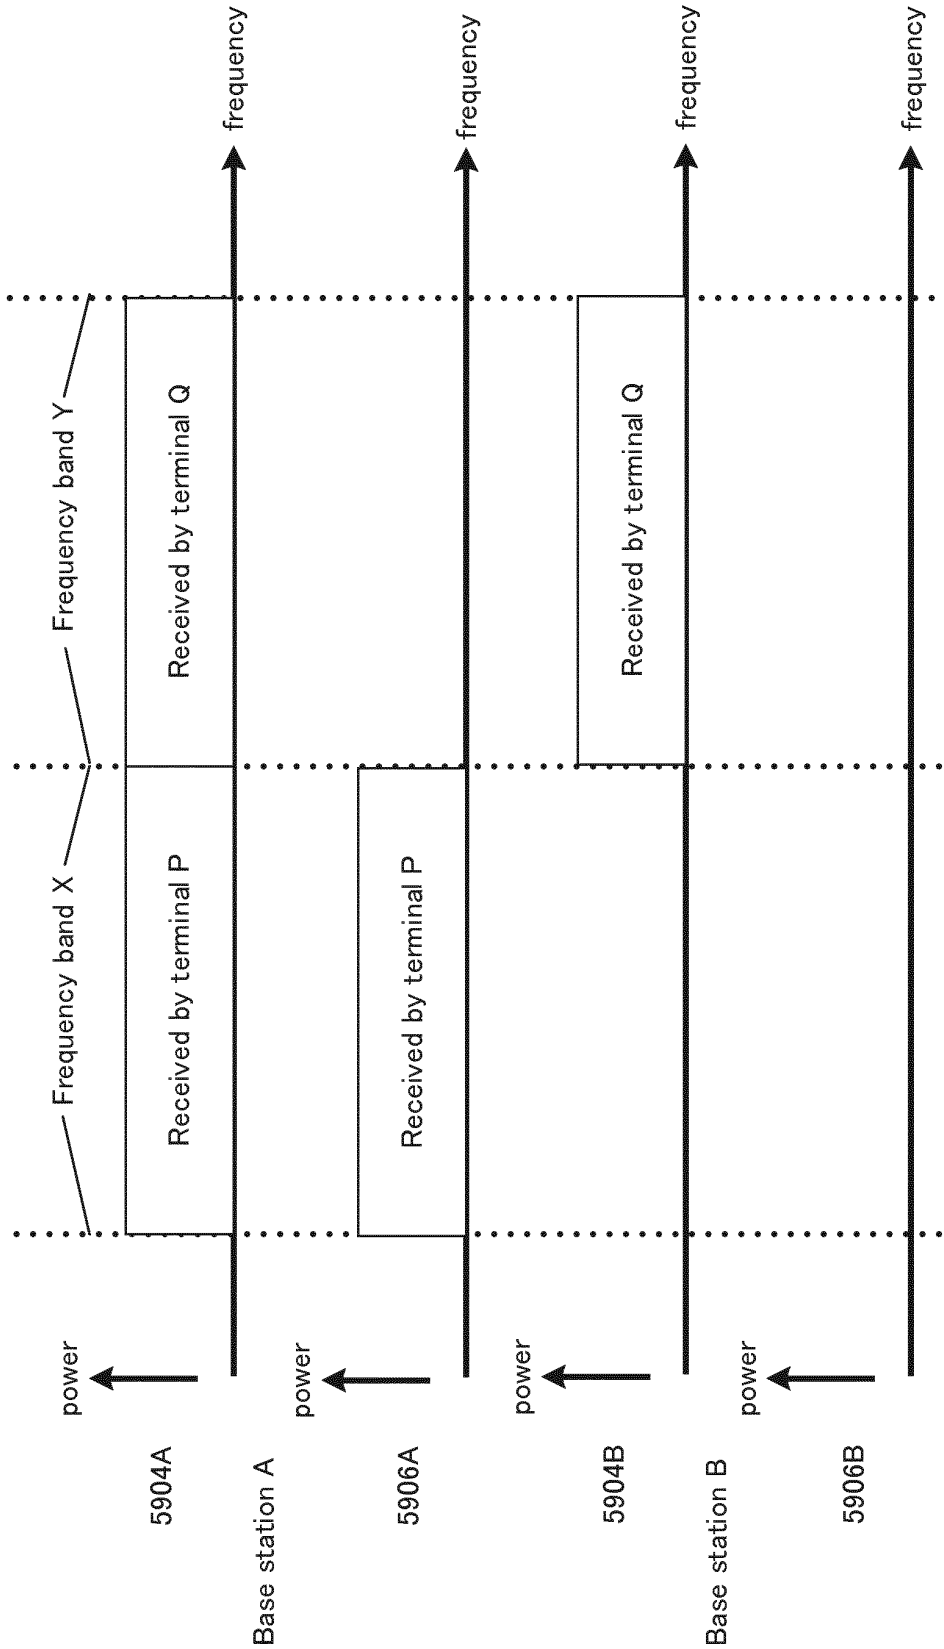 Frequency band X
Frequency band Y
power
5904A
Received by terminal P
Received by terminal Q
frequency
Base station A
power
5906A
Received by terminal P
frequency
power
5904B
Received by terminal Q
frequency
Base station B
power
5906B
frequency